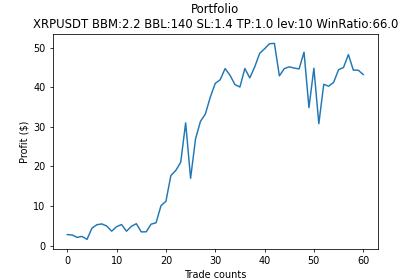 Portfolio
XRPUSDT BBM:2.2 BBL:140 SL:1.4 TP:1.0 lev:10 WinRatio:66.0
Profit ($)
50
40
30
20
10
0
0 10 20 30 40 50 60
Trade counts